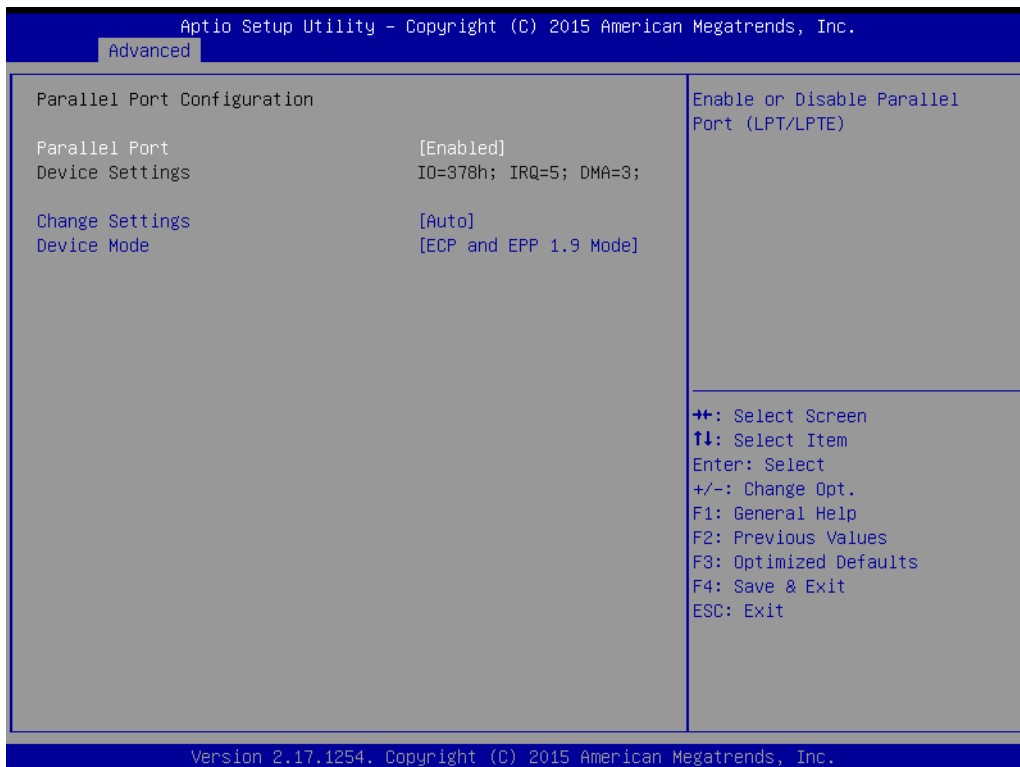 Aptio Setup Utility – Copyright (C) 2015 American Megatrends, Inc.
Advanced
Parallel Port Configuration
Parallel Port [Enabled]
Device Settings IO=378h; IRQ=5; DMA=3;
Change Settings [Auto]
Device Mode [ECP and EPP 1.9 Mode]
Enable or Disable Parallel
Port (LPT/LPTE)
→←: Select Screen
↑↓: Select Item
Enter: Select
+/-: Change Opt.
F1: General Help
F2: Previous Values
F3: Optimized Defaults
F4: Save & Exit
ESC: Exit
Version 2.17.1254. Copyright (C) 2015 American Megatrends, Inc.